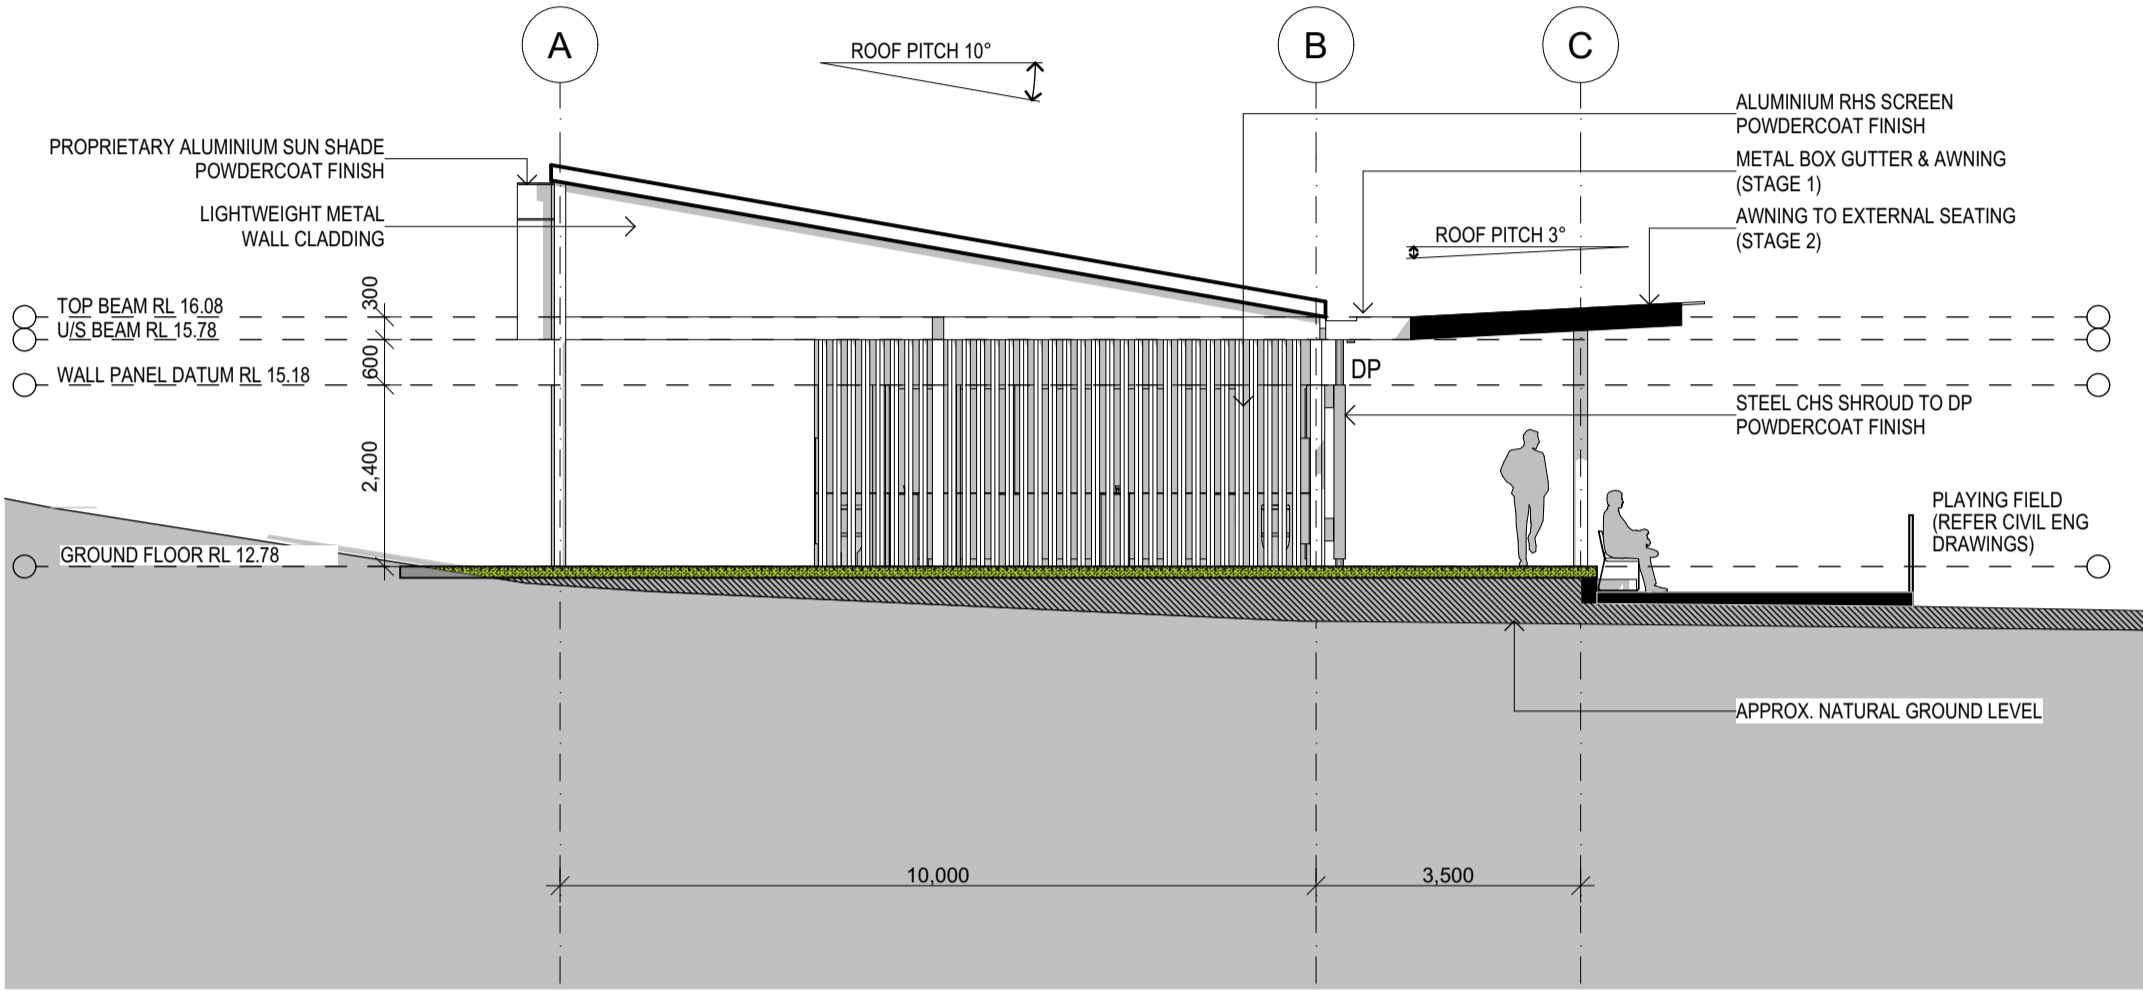 A
B
C
ROOF PITCH 10°
PROPRIETARY ALUMINIUM SUN SHADE
POWDERCOAT FINISH
LIGHTWEIGHT METAL
WALL CLADDING
ALUMINIUM RHS SCREEN
POWDERCOAT FINISH
METAL BOX GUTTER & AWNING
(STAGE 1)
AWNING TO EXTERNAL SEATING
(STAGE 2)
ROOF PITCH 3°
TOP BEAM RL 16.08
U/S BEAM RL 15.78
WALL PANEL DATUM RL 15.18
300
600
2,400
DP
STEEL CHS SHROUD TO DP
POWDERCOAT FINISH
PLAYING FIELD
(REFER CIVIL ENG
DRAWINGS)
GROUND FLOOR RL 12.78
APPROX. NATURAL GROUND LEVEL
10,000
3,500